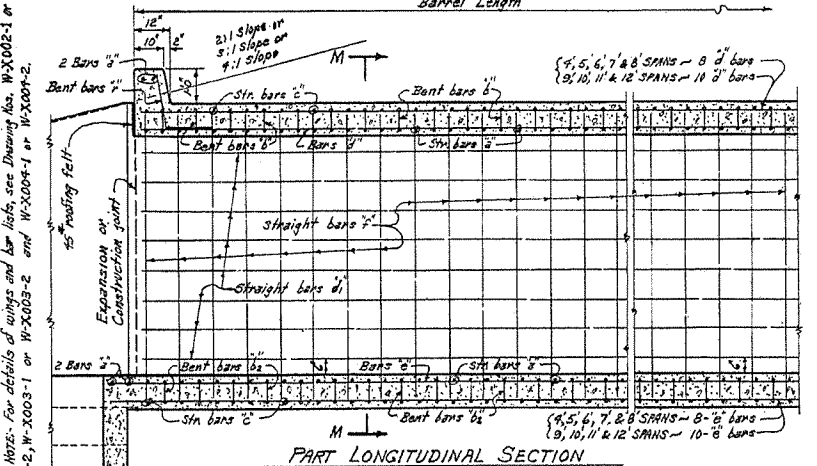 Barrel Length
12"
10" 2"
2:1 Slope or
3:1 Slope or
4:1 Slope
2 Bars "a"
Bent bars "r"
M
{4', 5', 6', 7' & 8' SPANS ~ 8 "d" bars
{9', 10', 11' & 12' SPANS ~ 10 "d" bars
Str. bars "c"
Bent bars "b"
Bent bars "b"
Bars "d"
Str. bars "a"
45# roofing felt
Expansion or
Construction joint
Straight bars "f"
Straight bars "d1"
2 Bars "a"
Bent bars "b2"
Bars "e"
Str. bars "a"
Str. bars "c"
Bent bars "b2"
{4', 5', 6', 7' & 8' SPANS ~ 8-"e" bars
{9', 10', 11' & 12' SPANS ~ 10-"e" bars
M
PART LONGITUDINAL SECTION
NOTE: For details of wings and bar lists, see Drawing Nos. W-X002-1 or
-2, W-X003-1 or W-X003-2 and W-X004-1 or W-X004-2.